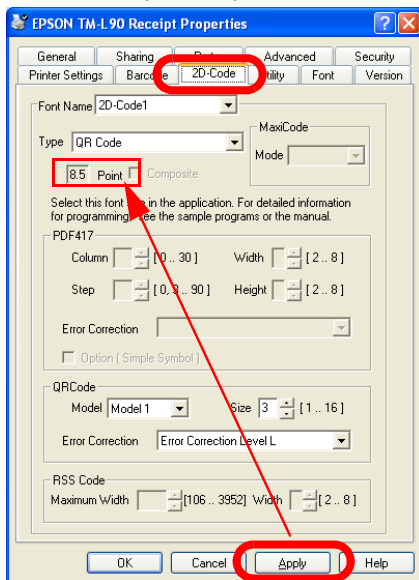 EPSON TM-L90 Receipt Properties
General Sharing Advanced Security
Printer Settings Barcode 2D-Code Utility Font Version
Font Name 2D-Code1
Type QR Code
MaxiCode
Mode
8.5 Point Composite
Select this font size in the application. For detailed information
for programming, see the sample programs or the manual.
PDF417
Column [ 0 .. 30 ] Width [ 2 .. 8 ]
Step [ 0, 3 .. 90 ] Height [ 2 .. 8 ]
Error Correction
Option ( Simple Symbol )
QRCode
Model Model 1 Size 3 [ 1 .. 16 ]
Error Correction Error Correction Level L
RSS Code
Maximum Width [106 .. 3952] Width [ 2 .. 8 ]
OK Cancel Apply Help